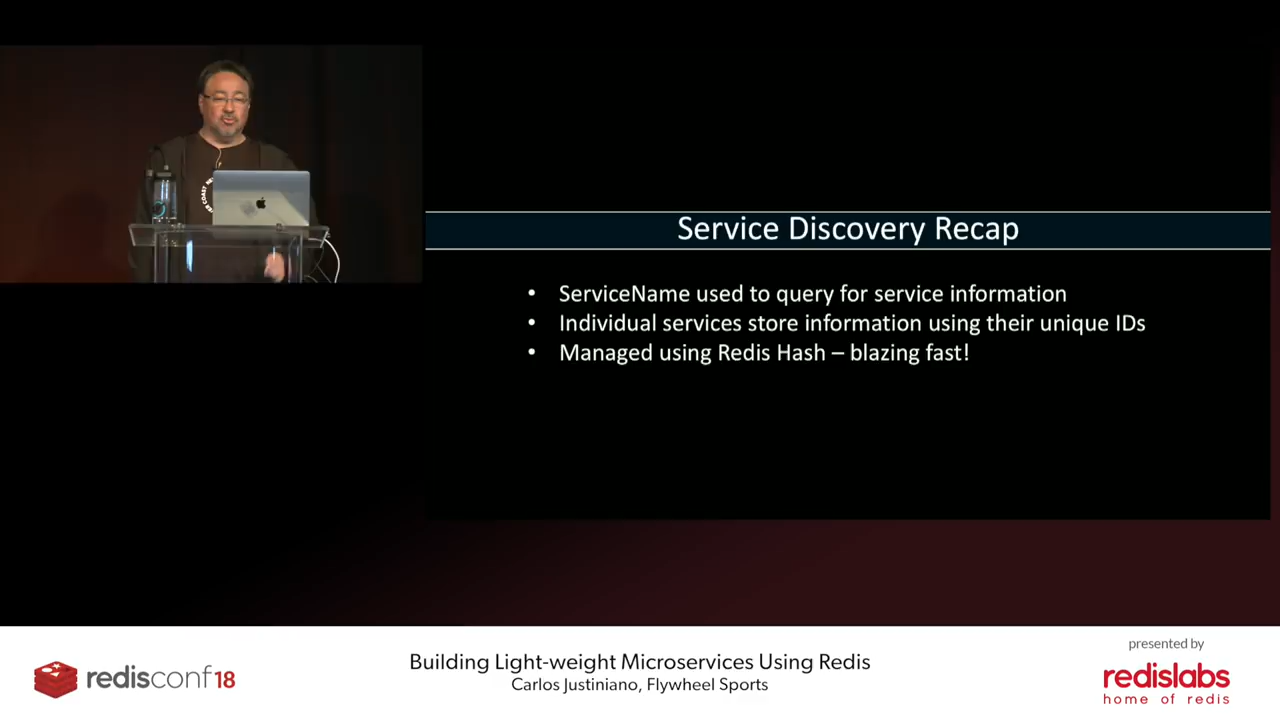 Service Discovery Recap
• ServiceName used to query for service information
• Individual services store information using their unique IDs
• Managed using Redis Hash – blazing fast!
Building Light-weight Microservices Using Redis
Carlos Justiniano, Flywheel Sports
redisconf18
presented by
redislabs
home of redis